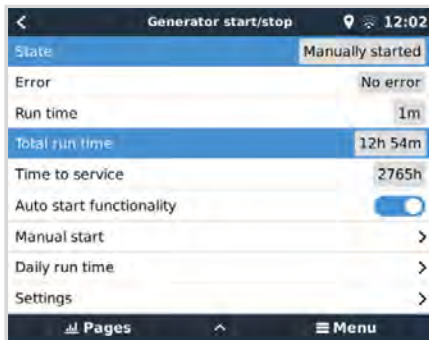 Generator start/stop 12:02
State Manually started
Error No error
Run time 1m
Total run time 12h 54m
Time to service 2765h
Auto start functionality
Manual start
Daily run time
Settings
Pages Menu